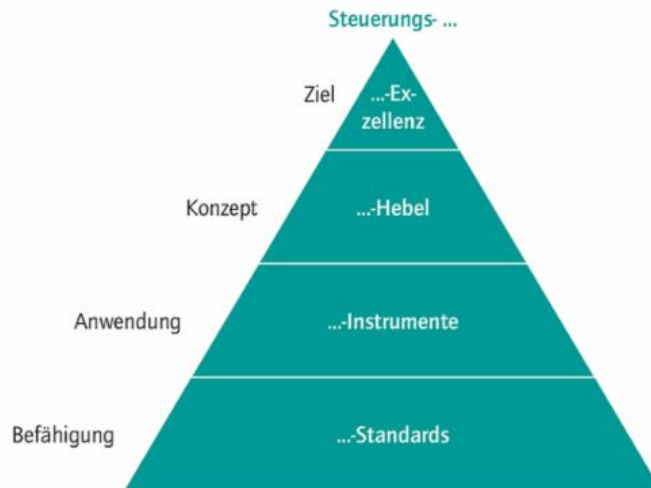 Steuerungs- ...
Ziel
...-Ex-
zellenz
Konzept
...-Hebel
Anwendung
...-Instrumente
Befähigung
...-Standards